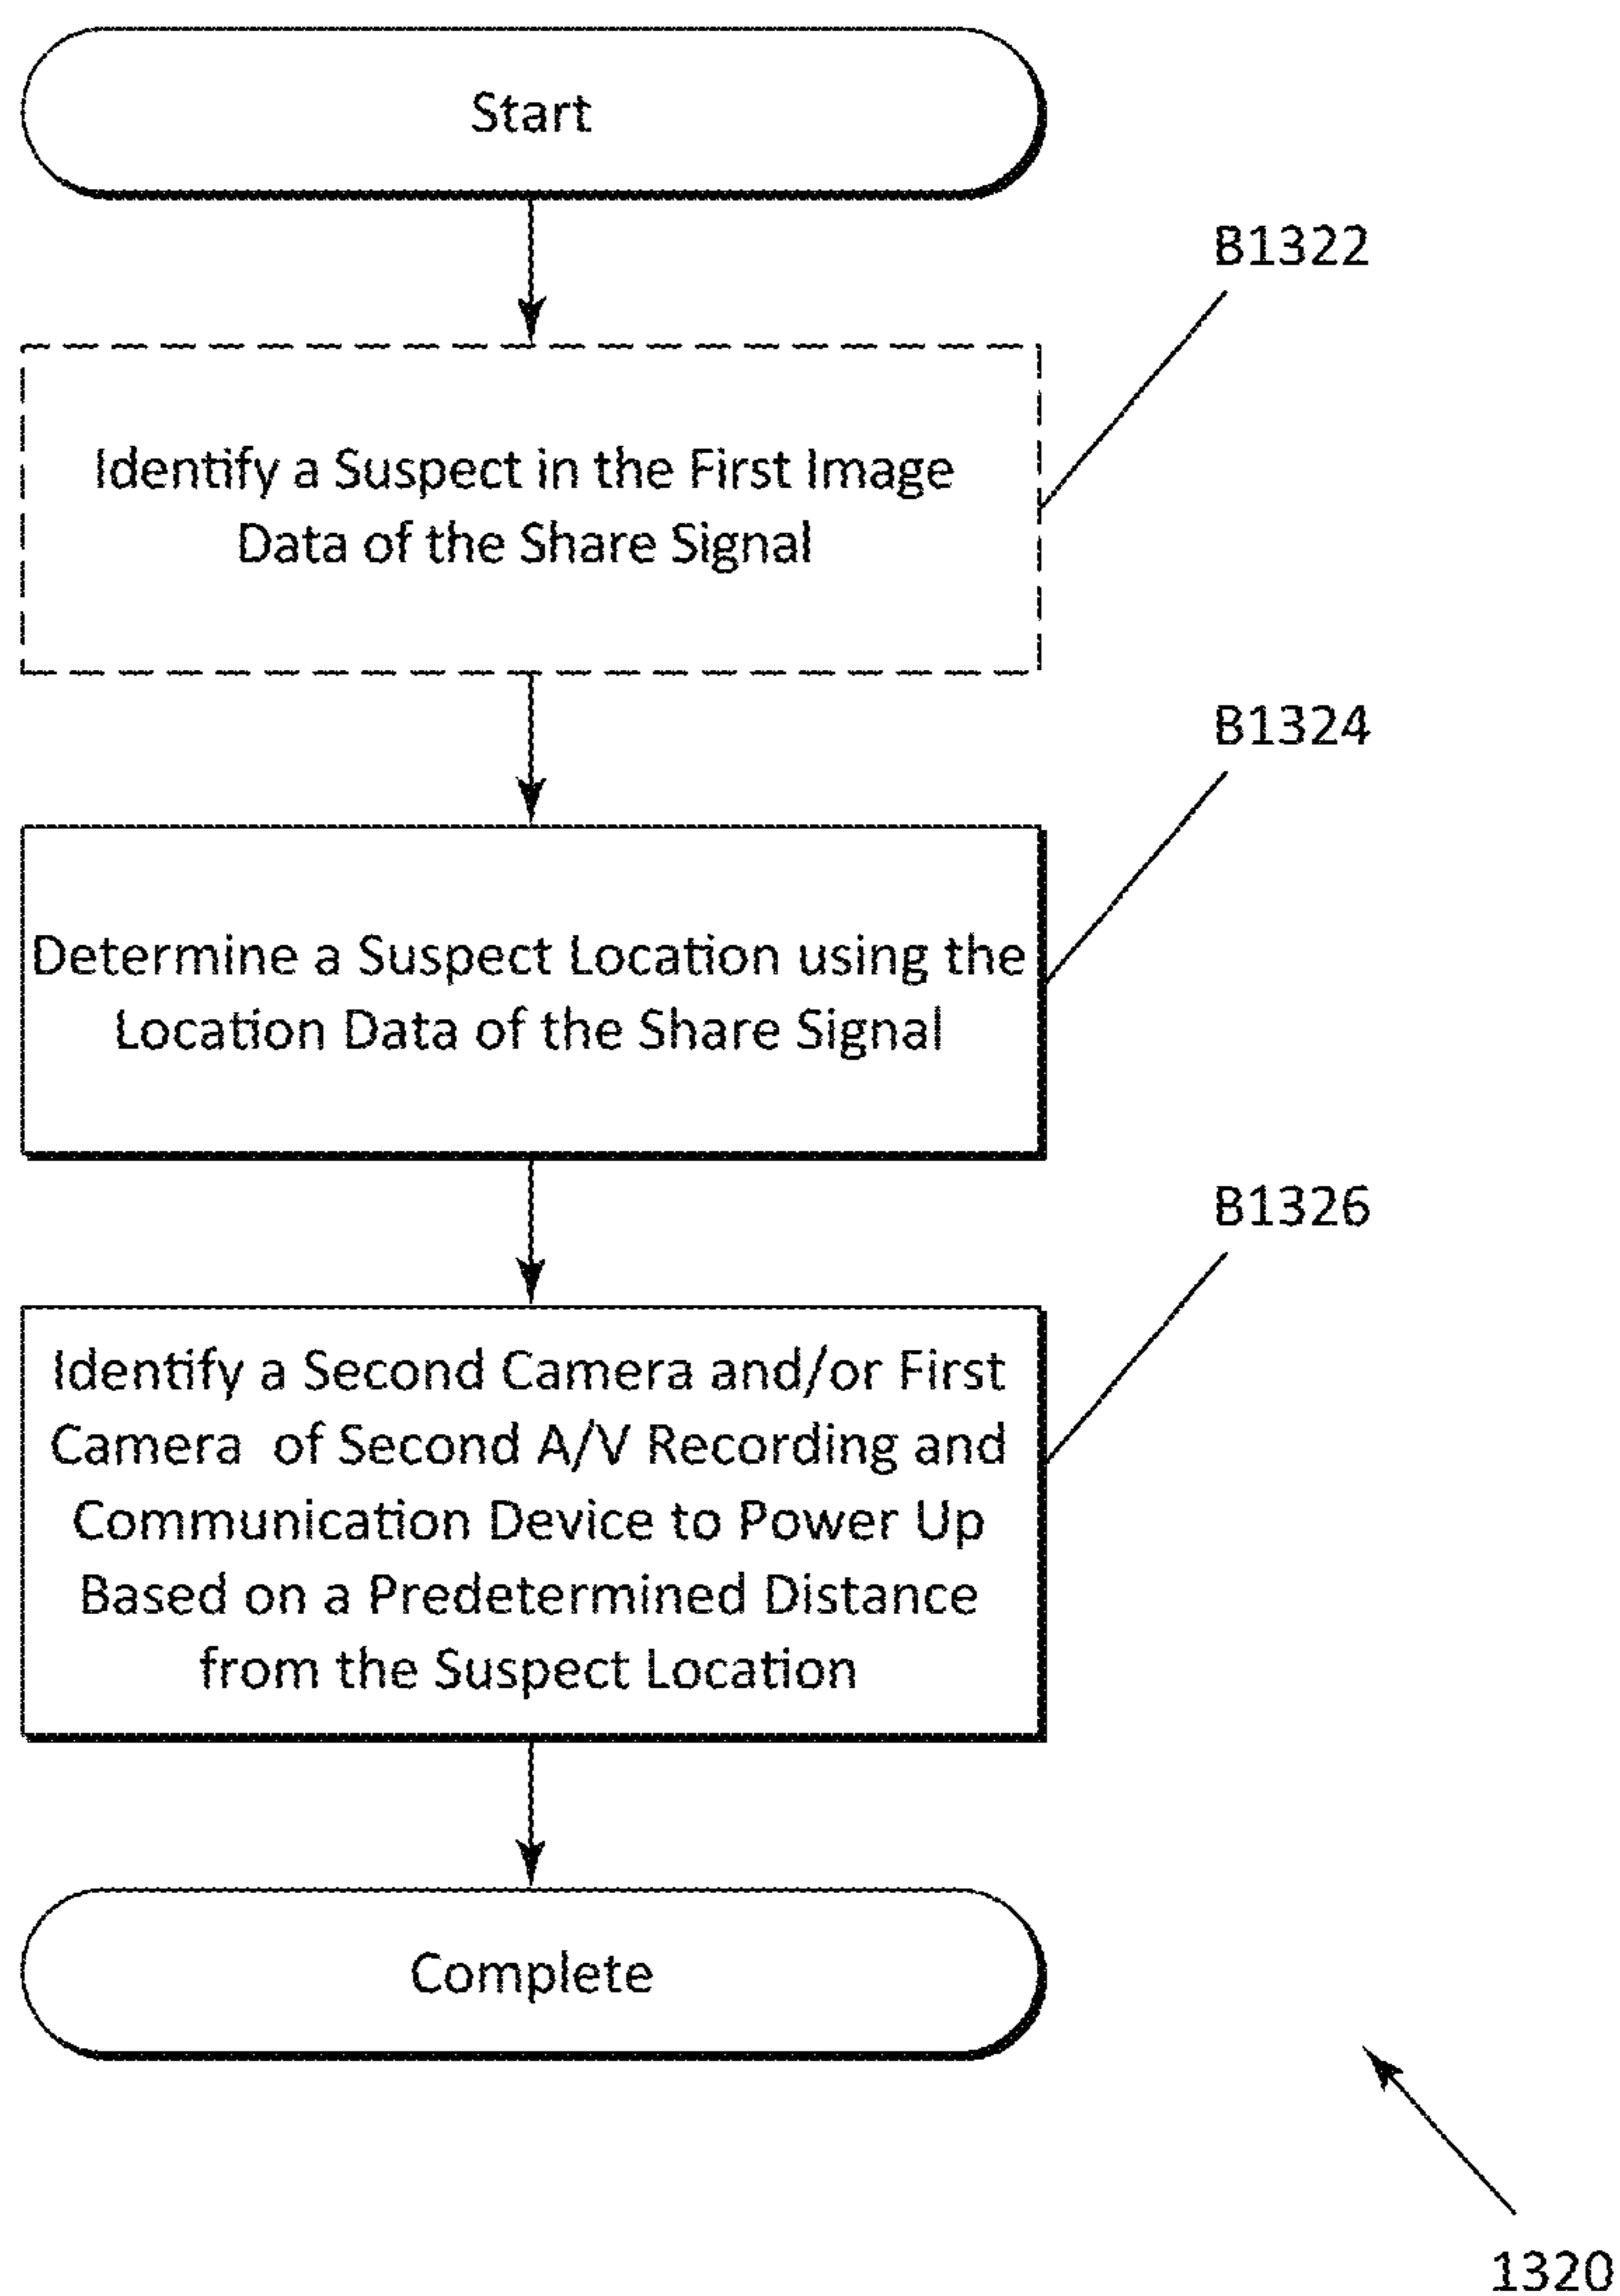 Start
B1322
Identify a Suspect in the First Image
Data of the Share Signal
B1324
Determine a Suspect Location using the
Location Data of the Share Signal
B1326
Identify a Second Camera and/or First
Camera of Second A/V Recording and
Communication Device to Power Up
Based on a Predetermined Distance
from the Suspect Location
Complete
1320